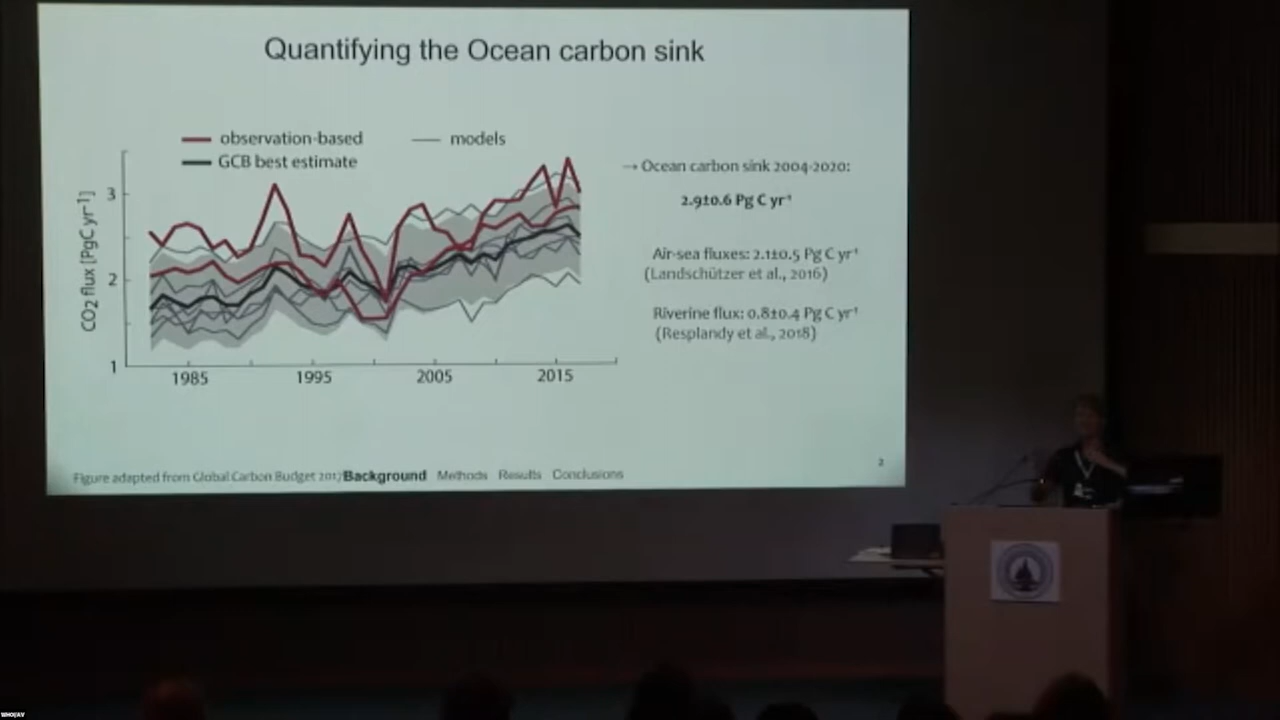 Quantifying the Ocean carbon sink
observation-based
models
GCB best estimate
CO2 flux [PgC yr-1]
3
2
1
1985
1995
2005
2015
→ Ocean carbon sink 2004-2020:
2.9±0.6 Pg C yr⁻¹
Air-sea fluxes: 2.1±0.5 Pg C yr⁻¹
(Landschützer et al., 2016)
Riverine flux: 0.8±0.4 Pg C yr⁻¹
(Resplandy et al., 2018)
2
Figure adapted from Global Carbon Budget 2017 Background Methods Results Conclusions
WHOI/AV